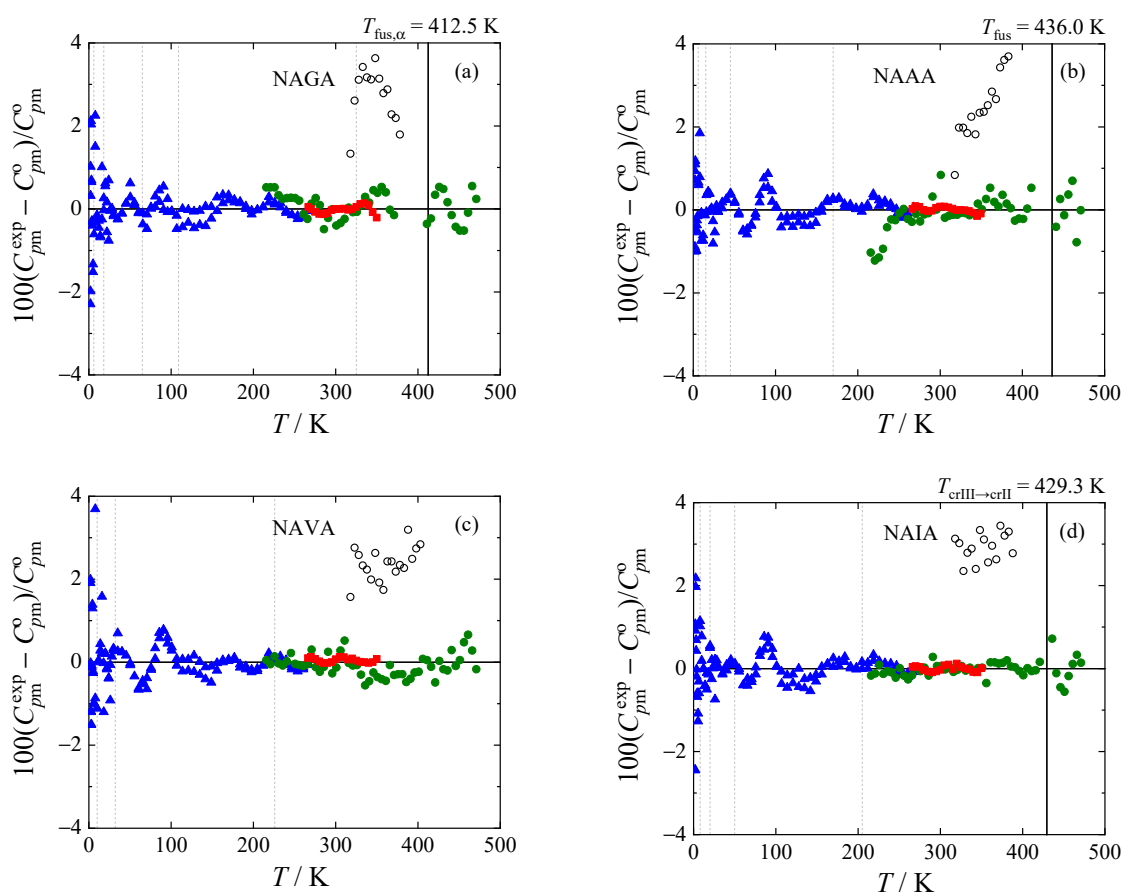 T_fus,α = 412.5 K
4
2
0
−2
−4
100(C_pm^exp − C_pm^o)/C_pm^o
NAGA
(a)
0 100 200 300 400 500
T / K
T_fus = 436.0 K
4
2
0
−2
−4
100(C_pm^exp − C_pm^o)/C_pm^o
NAAA
(b)
0 100 200 300 400 500
T / K
4
2
0
−2
−4
100(C_pm^exp − C_pm^o)/C_pm^o
NAVA
(c)
0 100 200 300 400 500
T / K
T_crIII→crII = 429.3 K
4
2
0
−2
−4
100(C_pm^exp − C_pm^o)/C_pm^o
NAIA
(d)
0 100 200 300 400 500
T / K